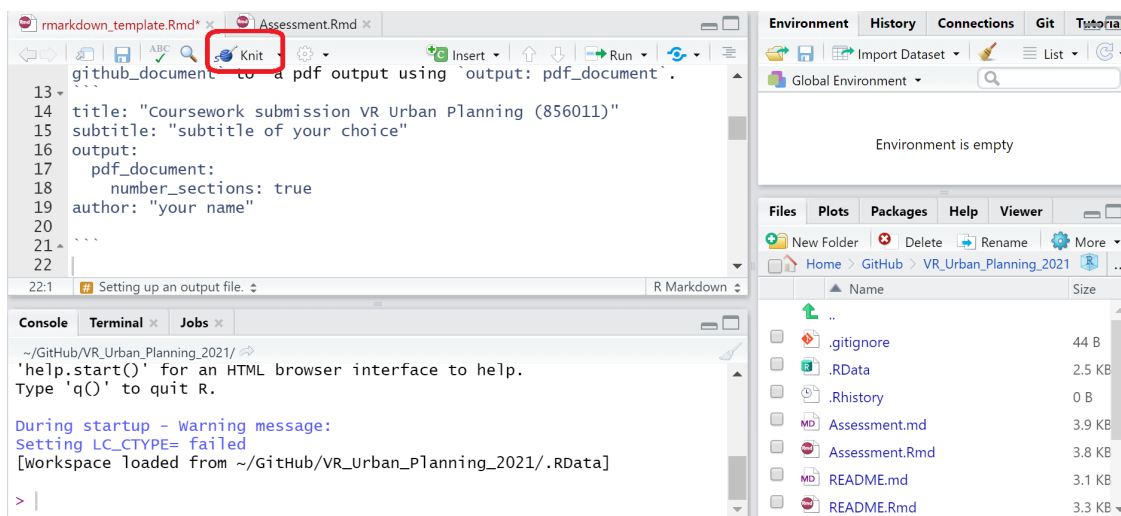 rmarkdown_template.Rmd* × Assessment.Rmd ×
ABC Knit Insert Run
github_document` to a pdf output using `output: pdf_document`.
13 ```
14 title: "Coursework submission VR Urban Planning (856011)"
15 subtitle: "subtitle of your choice"
16 output:
17 pdf_document:
18 number_sections: true
19 author: "your name"
20
21 ```
22
22:1 # Setting up an output file. R Markdown
Console Terminal × Jobs ×
~/GitHub/VR_Urban_Planning_2021/
'help.start()' for an HTML browser interface to help.
Type 'q()' to quit R.
During startup - Warning message:
Setting LC_CTYPE= failed
[Workspace loaded from ~/GitHub/VR_Urban_Planning_2021/.RData]
>
Environment History Connections Git
Import Dataset List
Global Environment
Environment is empty
Files Plots Packages Help Viewer
New Folder Delete Rename More
Home > GitHub > VR_Urban_Planning_2021 ...
Name Size
..
.gitignore 44 B
.RData 2.5 KB
.Rhistory 0 B
MD Assessment.md 3.9 KB
Rmd Assessment.Rmd 3.8 KB
MD README.md 3.1 KB
Rmd README.Rmd 3.3 KB